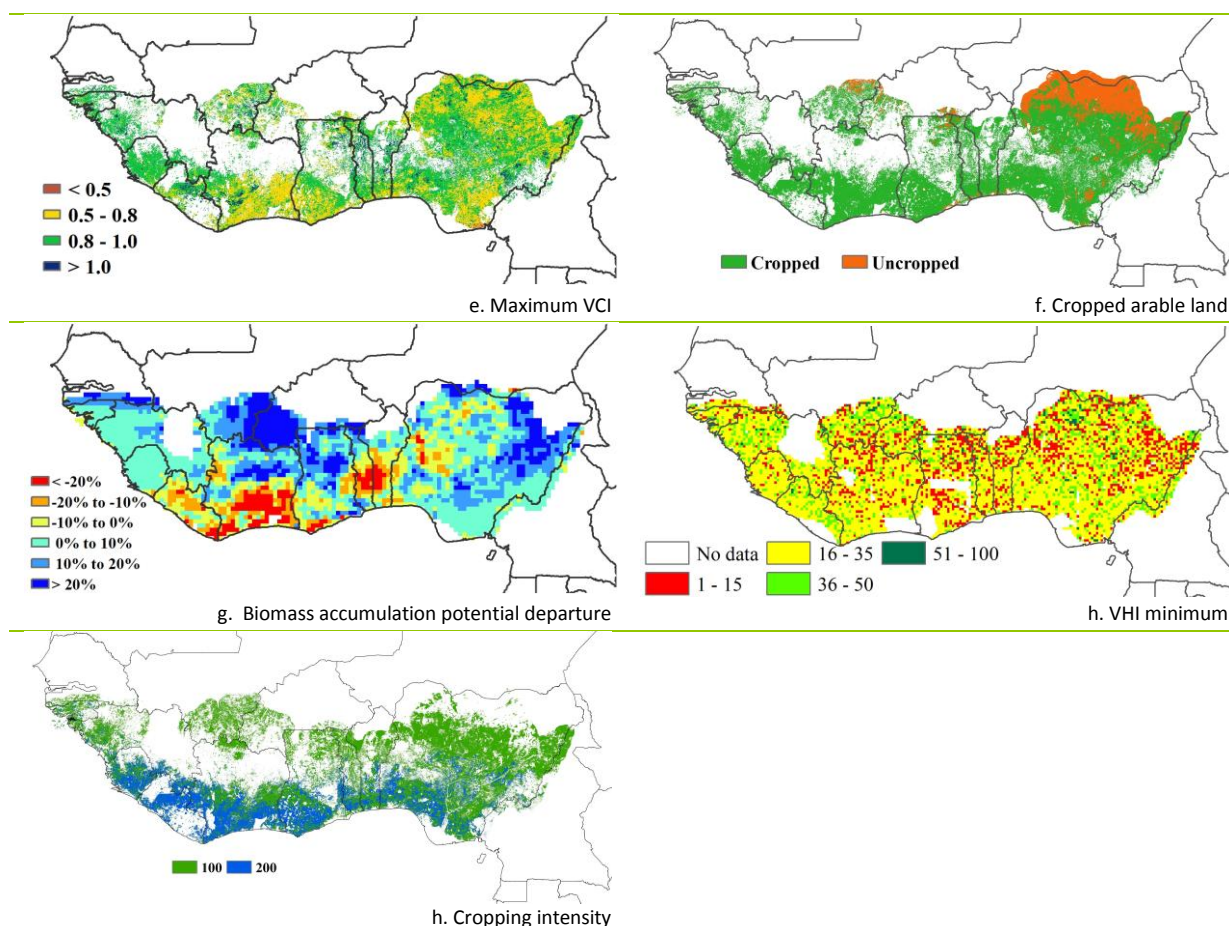 < 0.5
0.5 - 0.8
0.8 - 1.0
> 1.0
e. Maximum VCI
Cropped Uncropped
f. Cropped arable land
< -20%
-20% to -10%
-10% to 0%
0% to 10%
10% to 20%
> 20%
g. Biomass accumulation potential departure
No data 16 - 35 51 - 100
1 - 15 36 - 50
h. VHI minimum
100 200
h. Cropping intensity